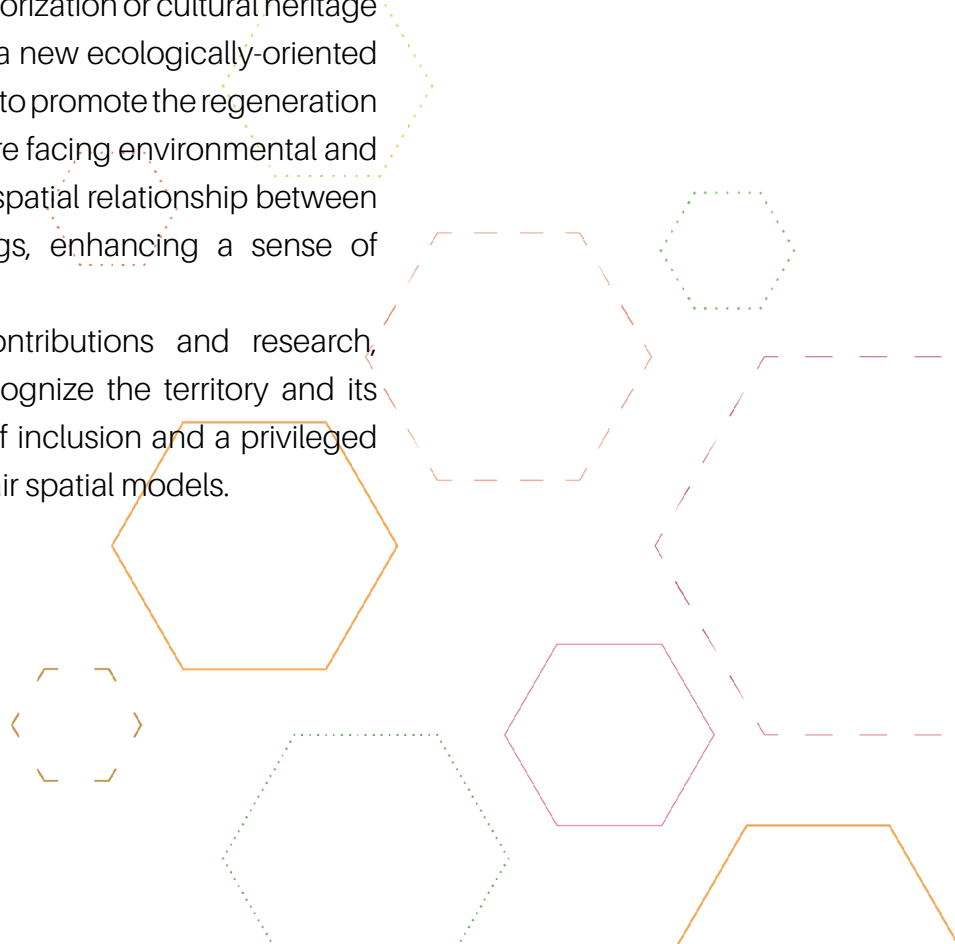 orization or cultural heritage
a new ecologically-oriented
to promote the regeneration
re facing environmental and
spatial relationship between
gs, enhancing a sense of
ontributions and research,
ognize the territory and its
f inclusion and a privileged
ir spatial models.